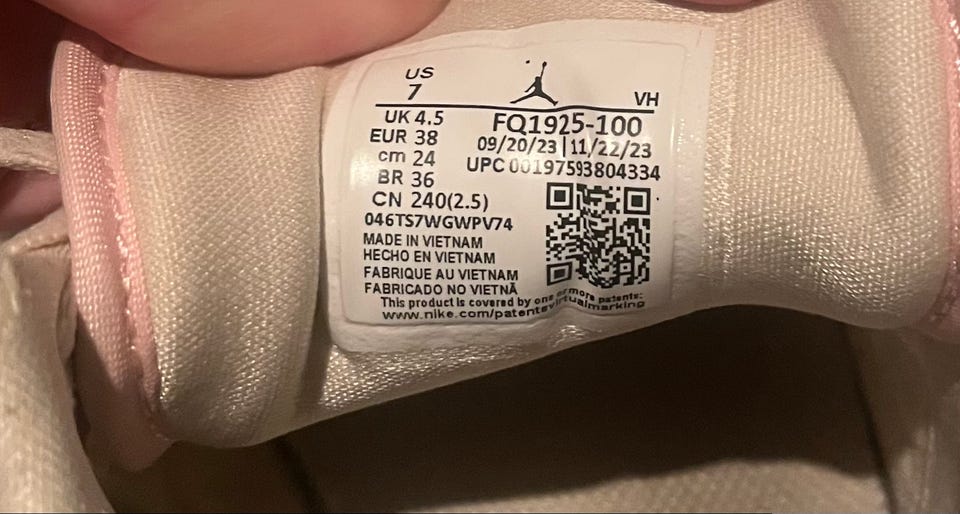 US
7
VH
UK 4.5
EUR 38
cm 24
BR 36
CN 240(2.5)
FQ1925-100
09/20/23 | 11/22/23
UPC 00197593804334
046TS7WGWPV74
MADE IN VIETNAM
HECHO EN VIETNAM
FABRIQUE AU VIETNAM
FABRICADO NO VIETNÃ
This product is covered by one or more patents:
www.nike.com/patentsvirtualmarking